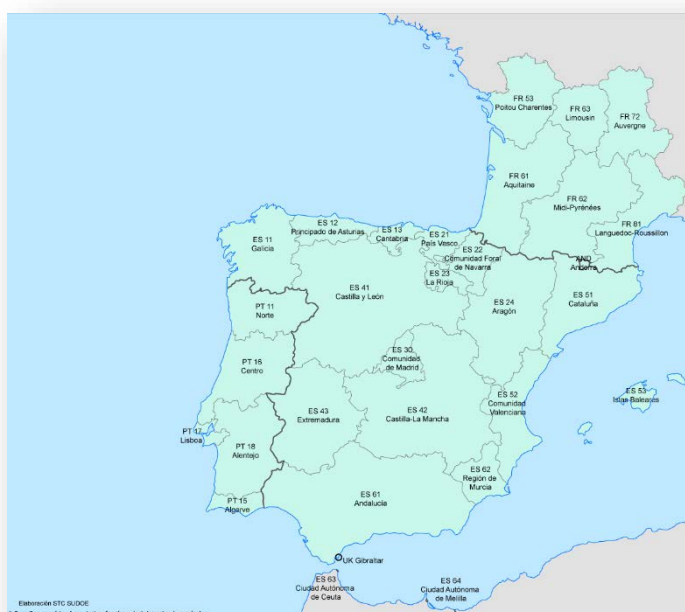 FR 53
Poitou Charentes
FR 63
Limousin
FR 72
Auvergne
FR 61
Aquitaine
FR 62
Midi-Pyrénées
FR 81
Languedoc-Roussillon
ES 11
Galicia
ES 12
Principado de Asturias
ES 13
Cantabria
ES 21
País Vasco
ES 22
Comunidad Foral
de Navarra
ES 23
La Rioja
AND
Andorra
ES 51
Cataluña
ES 41
Castilla y León
ES 24
Aragón
PT 11
Norte
ES 30
Comunidad
de Madrid
PT 16
Centro
ES 52
Comunidad
Valenciana
ES 53
Islas Baleares
ES 43
Extremadura
ES 42
Castilla-La Mancha
PT 17
Lisboa
PT 18
Alentejo
ES 62
Región de
Murcia
PT 15
Algarve
ES 61
Andalucía
UK Gibraltar
ES 63
Ciudad Autónoma
de Ceuta
ES 64
Ciudad Autónoma
de Melilla
Elaboración STC SUDOE